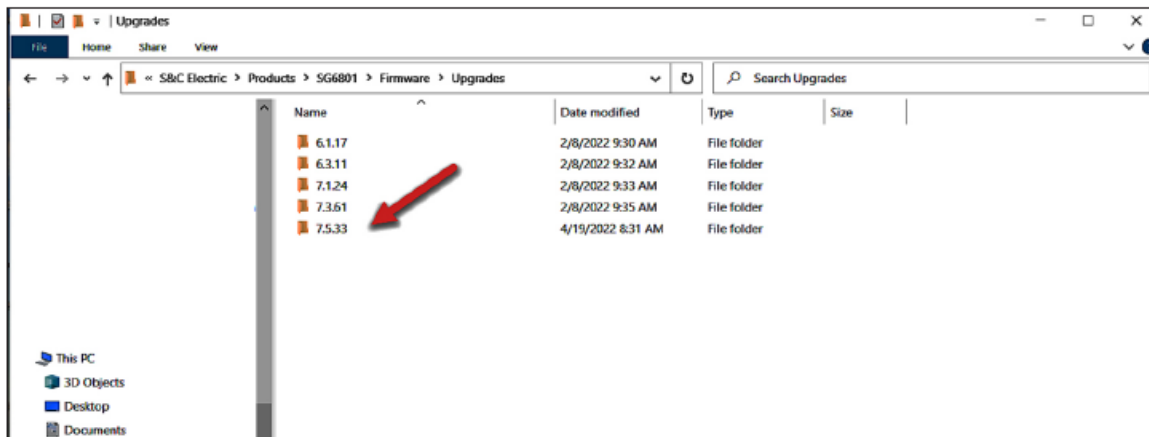 Upgrades
File Home Share View
« S&C Electric > Products > SG6801 > Firmware > Upgrades
Search Upgrades
Name Date modified Type Size
6.1.17 2/8/2022 9:30 AM File folder
6.3.11 2/8/2022 9:32 AM File folder
7.1.24 2/8/2022 9:33 AM File folder
7.3.61 2/8/2022 9:35 AM File folder
7.5.33 4/19/2022 8:31 AM File folder
This PC
3D Objects
Desktop
Documents